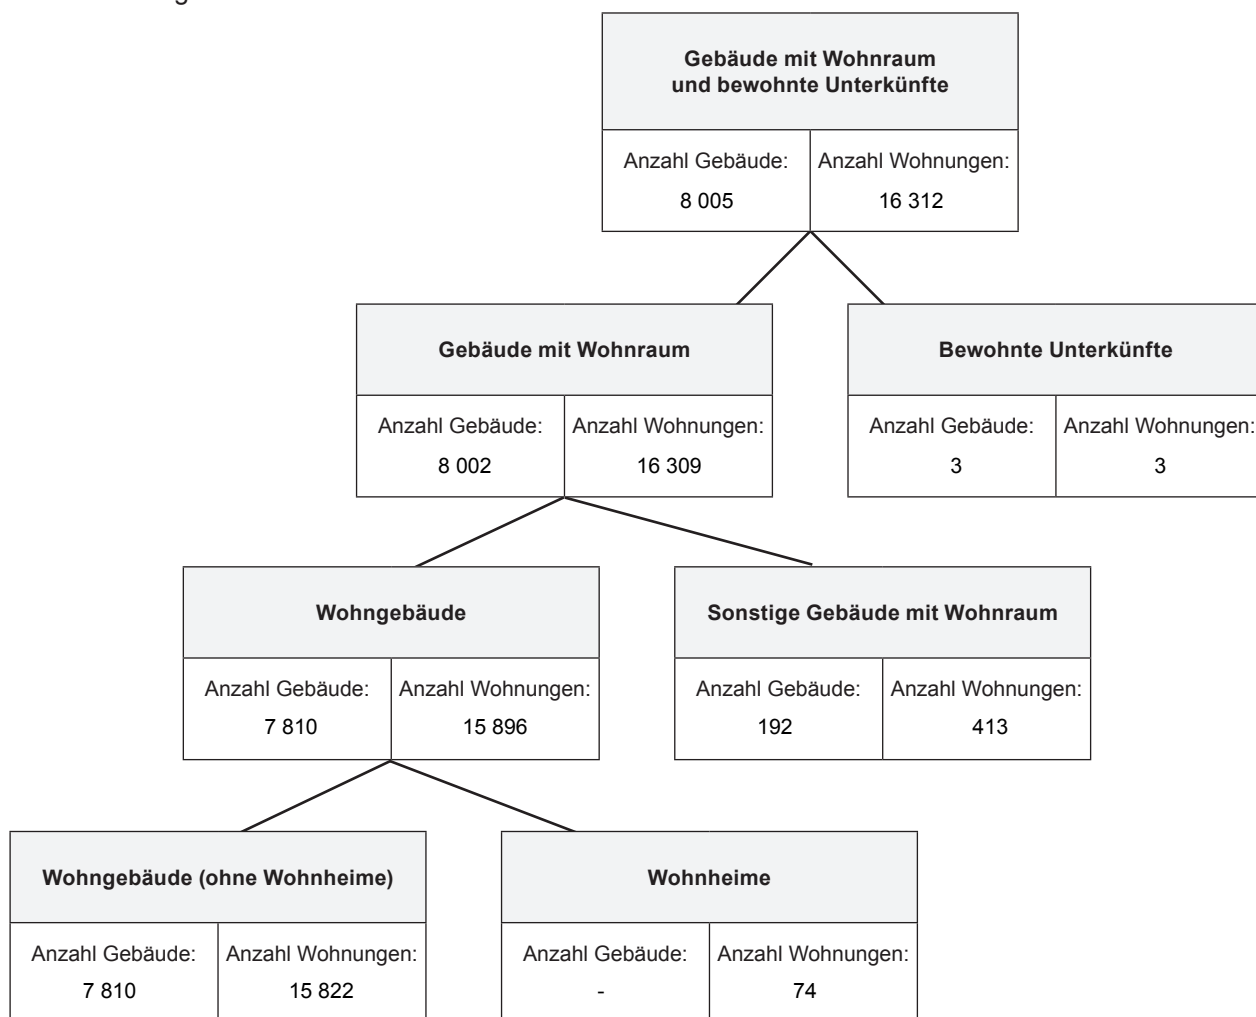 Gebäude mit Wohnraum
und bewohnte Unterkünfte
Anzahl Gebäude: Anzahl Wohnungen:
8 005 16 312
Gebäude mit Wohnraum Bewohnte Unterkünfte
Anzahl Gebäude: Anzahl Wohnungen: Anzahl Gebäude: Anzahl Wohnungen:
8 002 16 309 3 3
Wohngebäude Sonstige Gebäude mit Wohnraum
Anzahl Gebäude: Anzahl Wohnungen: Anzahl Gebäude: Anzahl Wohnungen:
7 810 15 896 192 413
Wohngebäude (ohne Wohnheime) Wohnheime
Anzahl Gebäude: Anzahl Wohnungen: Anzahl Gebäude: Anzahl Wohnungen:
7 810 15 822 - 74